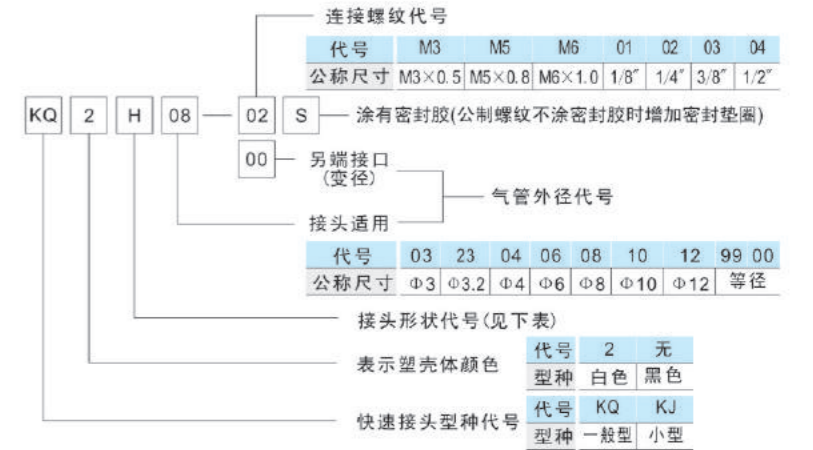 连接螺纹代号
代号 M3 M5 M6 01 02 03 04
公称尺寸 M3×0.5 M5×0.8 M6×1.0 1/8″ 1/4″ 3/8″ 1/2″
KQ 2 H 08 — 02 S — 涂有密封胶(公制螺纹不涂密封胶时增加密封垫圈)
00 另端接口
(变径)
气管外径代号
接头适用
代号 03 23 04 06 08 10 12 99 00
公称尺寸 Φ3 Φ3.2 Φ4 Φ6 Φ8 Φ10 Φ12 等径
接头形状代号(见下表)
代号 2 无
表示塑壳体颜色
型种 白色 黑色
代号 KQ KJ
快速接头型种代号
型种 一般型 小型